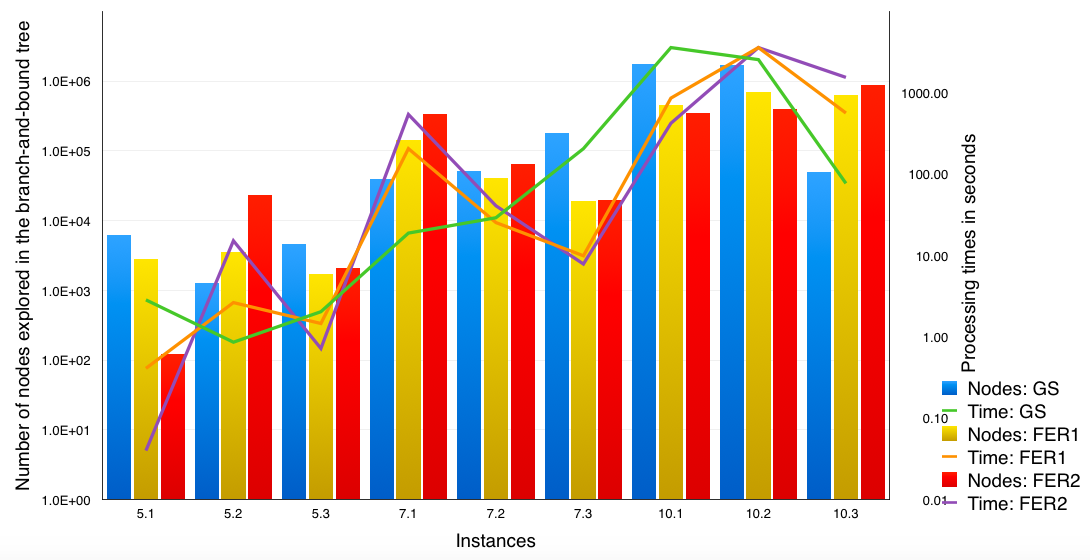 Number of nodes explored in the branch-and-bound tree
1.0E+06
1.0E+05
1.0E+04
1.0E+03
1.0E+02
1.0E+01
1.0E+00
5.1 5.2 5.3 7.1 7.2 7.3 10.1 10.2 10.3
Instances
1000.00
100.00
10.00
1.00
0.10
0.01
Processing times in seconds
Nodes: GS
Time: GS
Nodes: FER1
Time: FER1
Nodes: FER2
Time: FER2